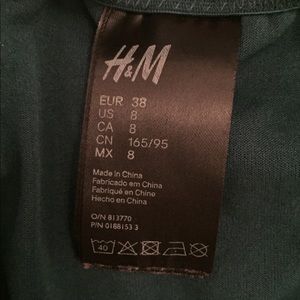 H&M
EUR 38
US 8
CA 8
CN 165/95
MX 8
Made in China
Fabricado em China
Fabriqué en Chine
Hecho en China
O/N 813770
P/N 0188153 3
40